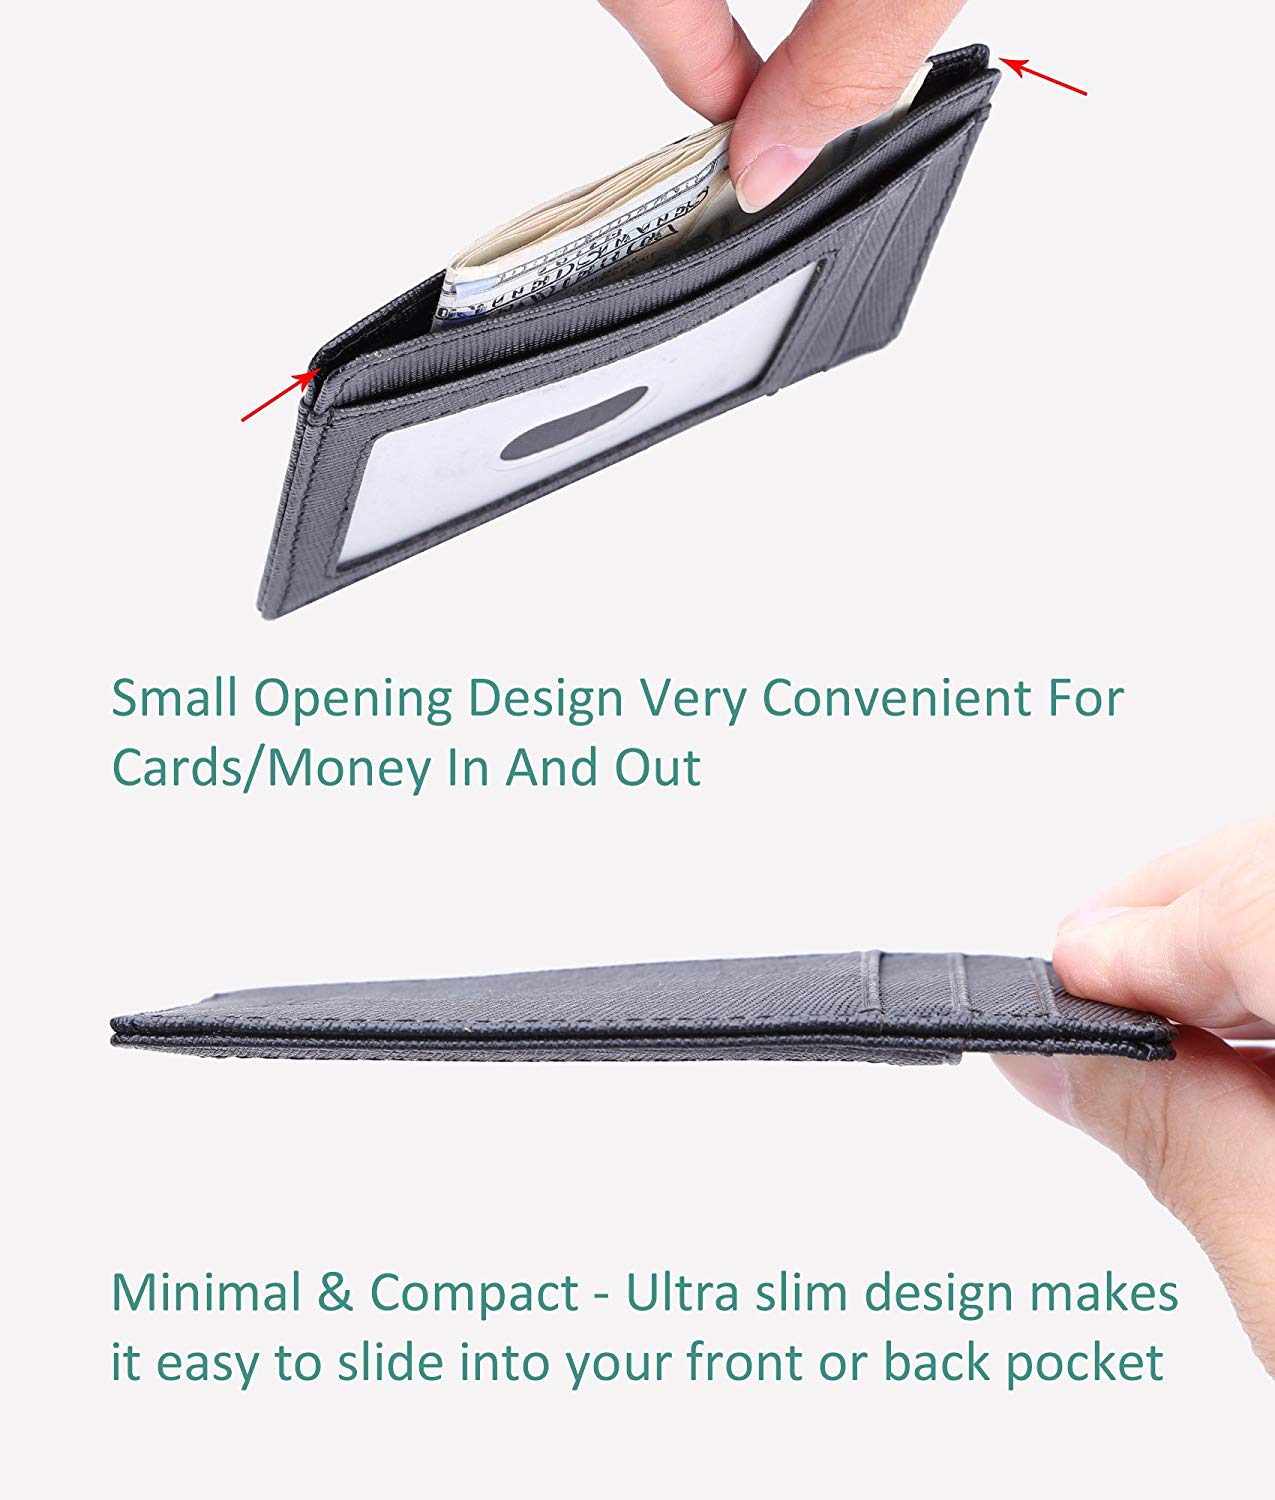 Small Opening Design Very Convenient For
Cards/Money In And Out
Minimal & Compact - Ultra slim design makes
it easy to slide into your front or back pocket